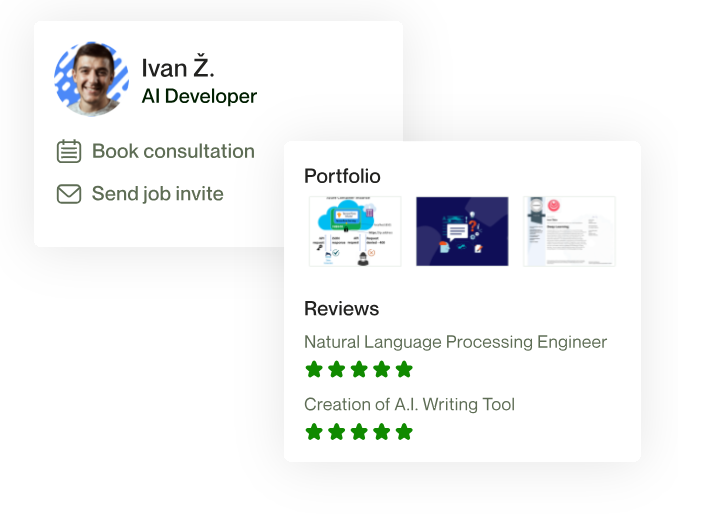 Ivan Ž.
AI Developer
Book consultation
Send job invite
Portfolio
Reviews
Natural Language Processing Engineer
Creation of A.I. Writing Tool